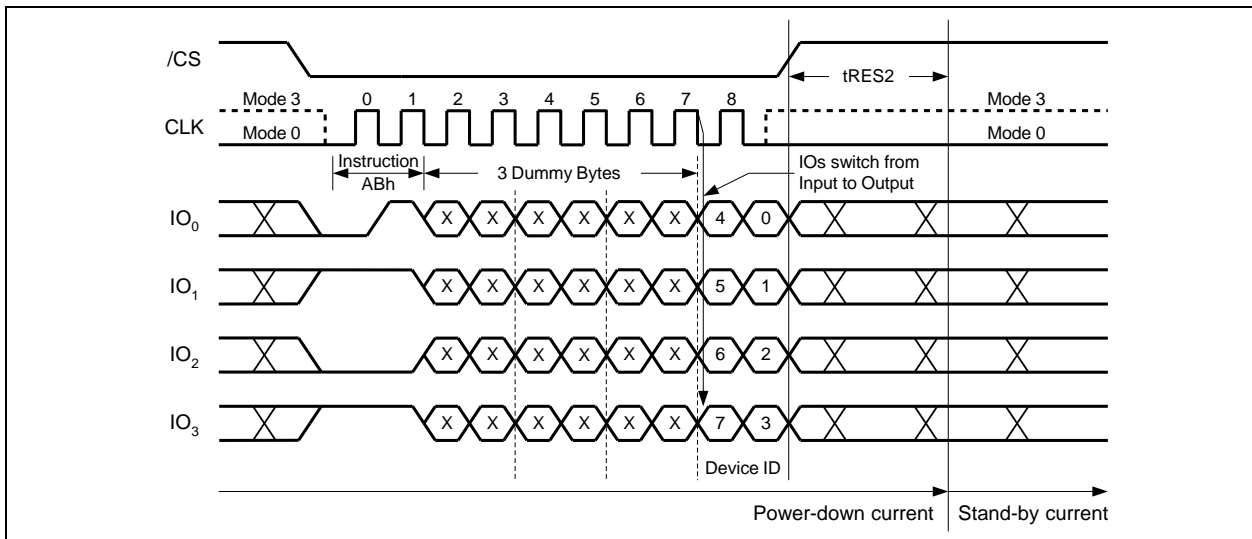 /CS
tRES2
Mode 3 0 1 2 3 4 5 6 7 8 Mode 3
CLK
Mode 0 Mode 0
Instruction
ABh
3 Dummy Bytes
IOs switch from
Input to Output
IO0 X X X X X X 4 0
IO1 X X X X X X 5 1
IO2 X X X X X X 6 2
IO3 X X X X X X 7 3
Device ID
Power-down current Stand-by current